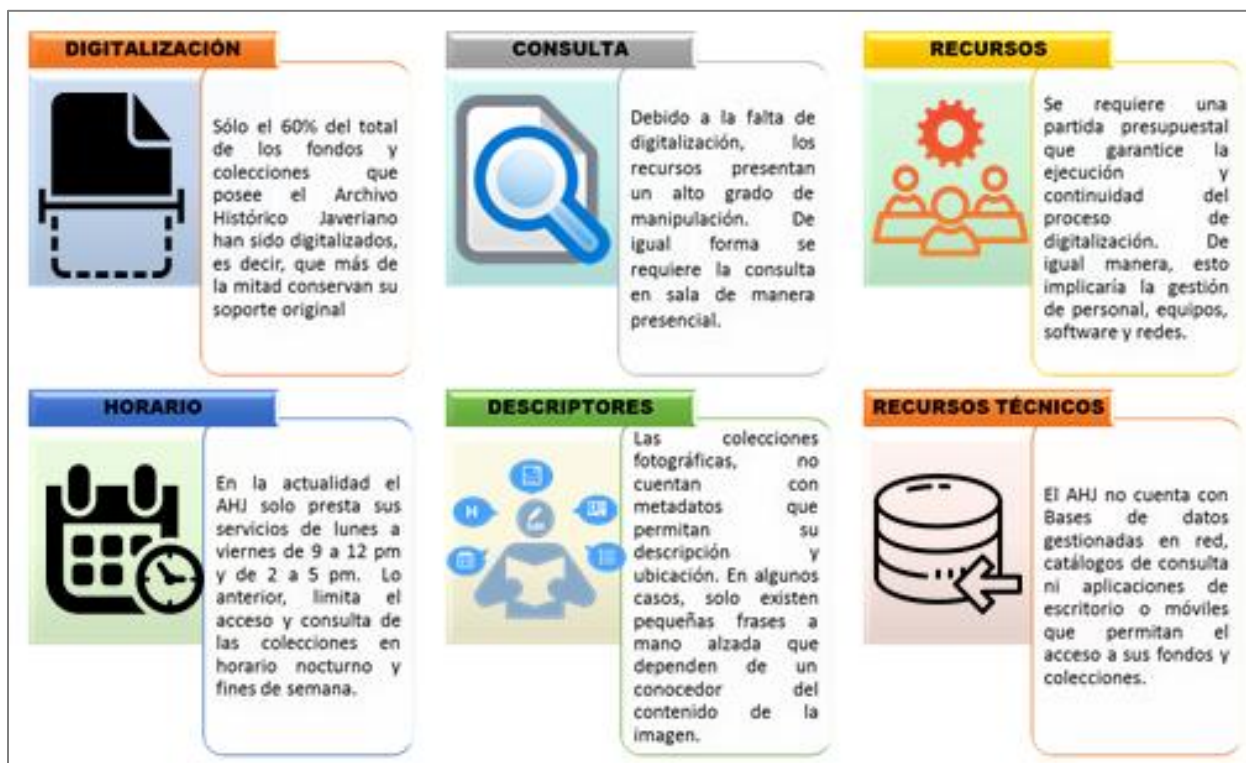 DIGITALIZACIÓN
Sólo el 60% del total
de los fondos y
colecciones que
posee el Archivo
Histórico Javeriano
han sido digitalizados,
es decir, que más de
la mitad conservan su
soporte original
CONSULTA
Debido a la falta de
digitalización, los
recursos presentan
un alto grado de
manipulación. De
igual forma se
requiere la consulta
en sala de manera
presencial.
RECURSOS
Se requiere una
partida presupuestal
que garantice la
ejecución y
continuidad del
proceso de
digitalización. De
igual manera, esto
implicaría la gestión
de personal, equipos,
software y redes.
HORARIO
En la actualidad el
AHJ solo presta sus
servicios de lunes a
viernes de 9 a 12 pm
y de 2 a 5 pm. Lo
anterior, limita el
acceso y consulta de
las colecciones en
horario nocturno y
fines de semana.
DESCRIPTORES
H
Las colecciones
fotográficas, no
cuentan con
metadatos que
permitan su
descripción y
ubicación. En algunos
casos, solo existen
pequeñas frases a
mano alzada que
dependen de un
conocedor del
contenido de la
imagen.
RECURSOS TÉCNICOS
El AHJ no cuenta con
Bases de datos
gestionadas en red,
catálogos de consulta
ni aplicaciones de
escritorio o móviles
que permitan el
acceso a sus fondos y
colecciones.